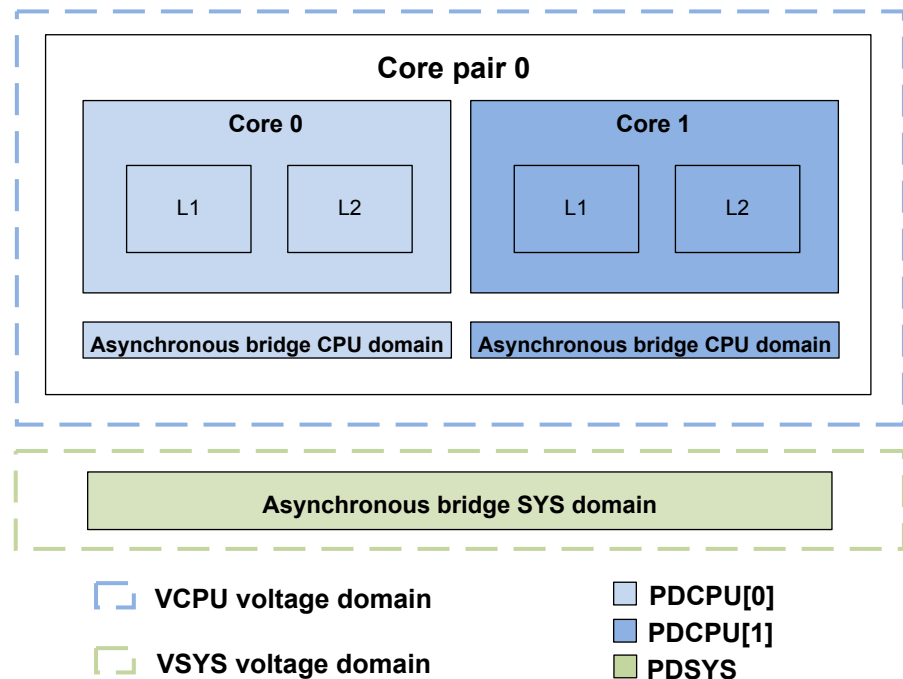 Core pair 0
Core 0
Core 1
L1
L2
L1
L2
Asynchronous bridge CPU domain
Asynchronous bridge CPU domain
Asynchronous bridge SYS domain
VCPU voltage domain
VSYS voltage domain
PDCPU[0]
PDCPU[1]
PDSYS